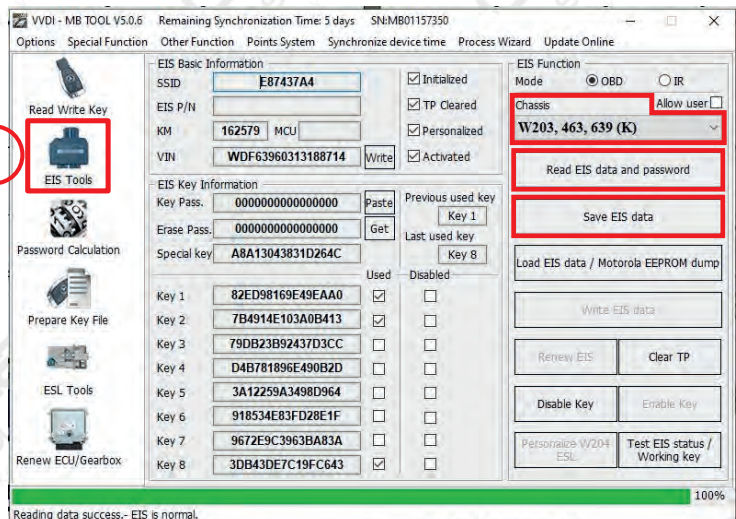 VVDI - MB TOOL V5.0.6 Remaining Synchronization Time: 5 days SN:MB01157350
Options Special Function Other Function Points System Synchronize device time Process Wizard Update Online
Read Write Key
EIS Tools
Password Calculation
Prepare Key File
ESL Tools
Renew ECU/Gearbox
EIS Basic Information
SSID E87437A4 Initialized
EIS P/N TP Cleared
KM 162579 MCU Personalized
VIN WDF63960313188714 Write Activated
EIS Key Information
Key Pass. 0000000000000000 Paste
Erase Pass. 0000000000000000 Get
Special key A8A13043831D264C
Previous used key
Key 1
Last used key
Key 8
Used Disabled
Key 1 82ED98169E49EAA0
Key 2 7B4914E103A0B413
Key 3 79DB23B92437D3CC
Key 4 D4B781896E490B2D
Key 5 3A12259A3498D964
Key 6 918534E83FD28E1F
Key 7 9672E9C3963BA83A
Key 8 3DB43DE7C19FC643
EIS Function
Mode OBD IR
Chassis Allow user
W203, 463, 639 (K)
Read EIS data and password
Save EIS data
Load EIS data / Motorola EEPROM dump
Write EIS data
Renew EIS Clear TP
Disable Key Enable Key
Personalize W204
ESL
Test EIS status /
Working key
100%
Reading data success.- EIS is normal.